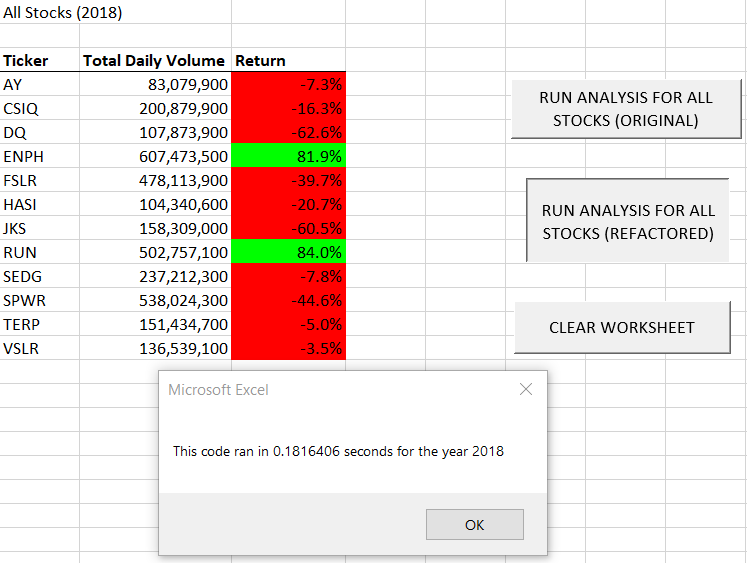 All Stocks (2018)
Ticker Total Daily Volume Return
AY 83,079,900 -7.3%
CSIQ 200,879,900 -16.3%
DQ 107,873,900 -62.6%
ENPH 607,473,500 81.9%
FSLR 478,113,900 -39.7%
HASI 104,340,600 -20.7%
JKS 158,309,000 -60.5%
RUN 502,757,100 84.0%
SEDG 237,212,300 -7.8%
SPWR 538,024,300 -44.6%
TERP 151,434,700 -5.0%
VSLR 136,539,100 -3.5%
RUN ANALYSIS FOR ALL
STOCKS (ORIGINAL)
RUN ANALYSIS FOR ALL
STOCKS (REFACTORED)
CLEAR WORKSHEET
Microsoft Excel
This code ran in 0.1816406 seconds for the year 2018
OK